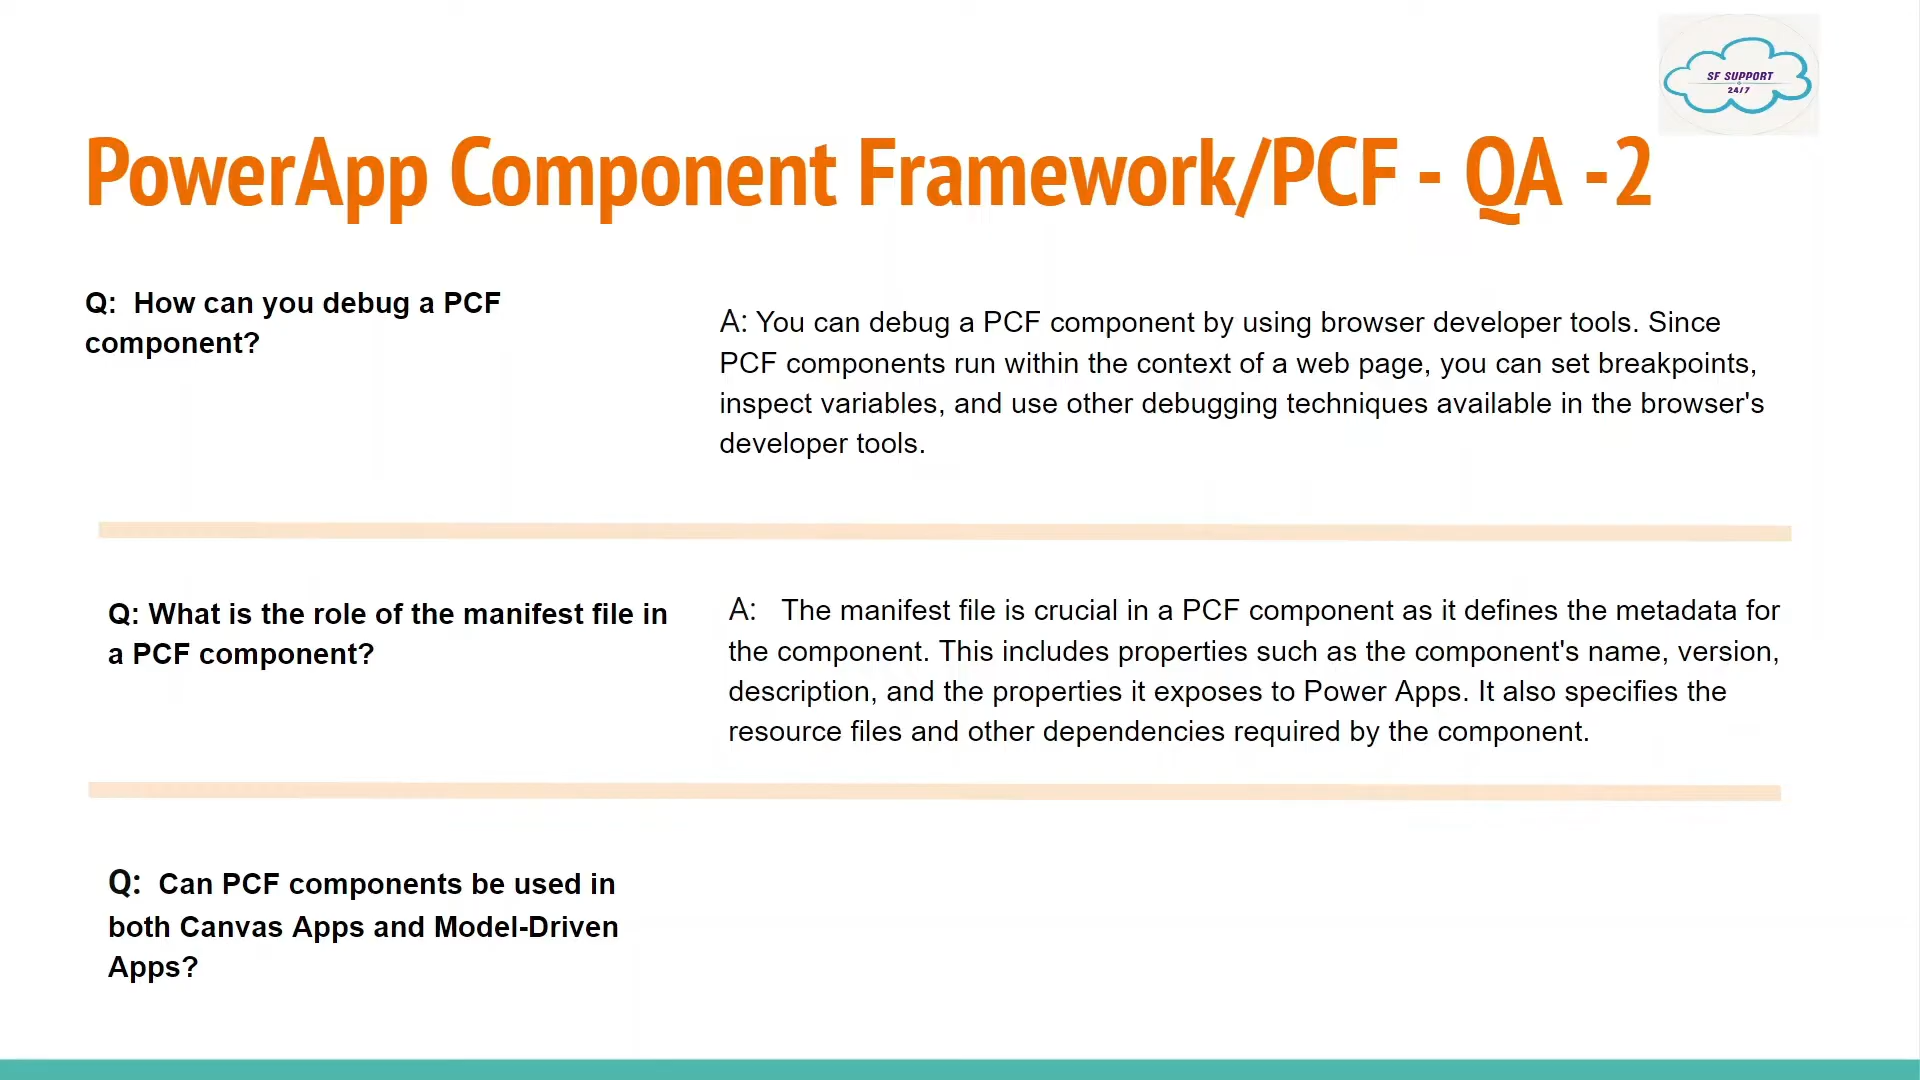 SF SUPPORT
24/7
PowerApp Component Framework/PCF - QA -2
Q:  How can you debug a PCF
component?
A: You can debug a PCF component by using browser developer tools. Since
PCF components run within the context of a web page, you can set breakpoints,
inspect variables, and use other debugging techniques available in the browser's
developer tools.
Q: What is the role of the manifest file in
a PCF component?
A:   The manifest file is crucial in a PCF component as it defines the metadata for
the component. This includes properties such as the component's name, version,
description, and the properties it exposes to Power Apps. It also specifies the
resource files and other dependencies required by the component.
Q:  Can PCF components be used in
both Canvas Apps and Model-Driven
Apps?